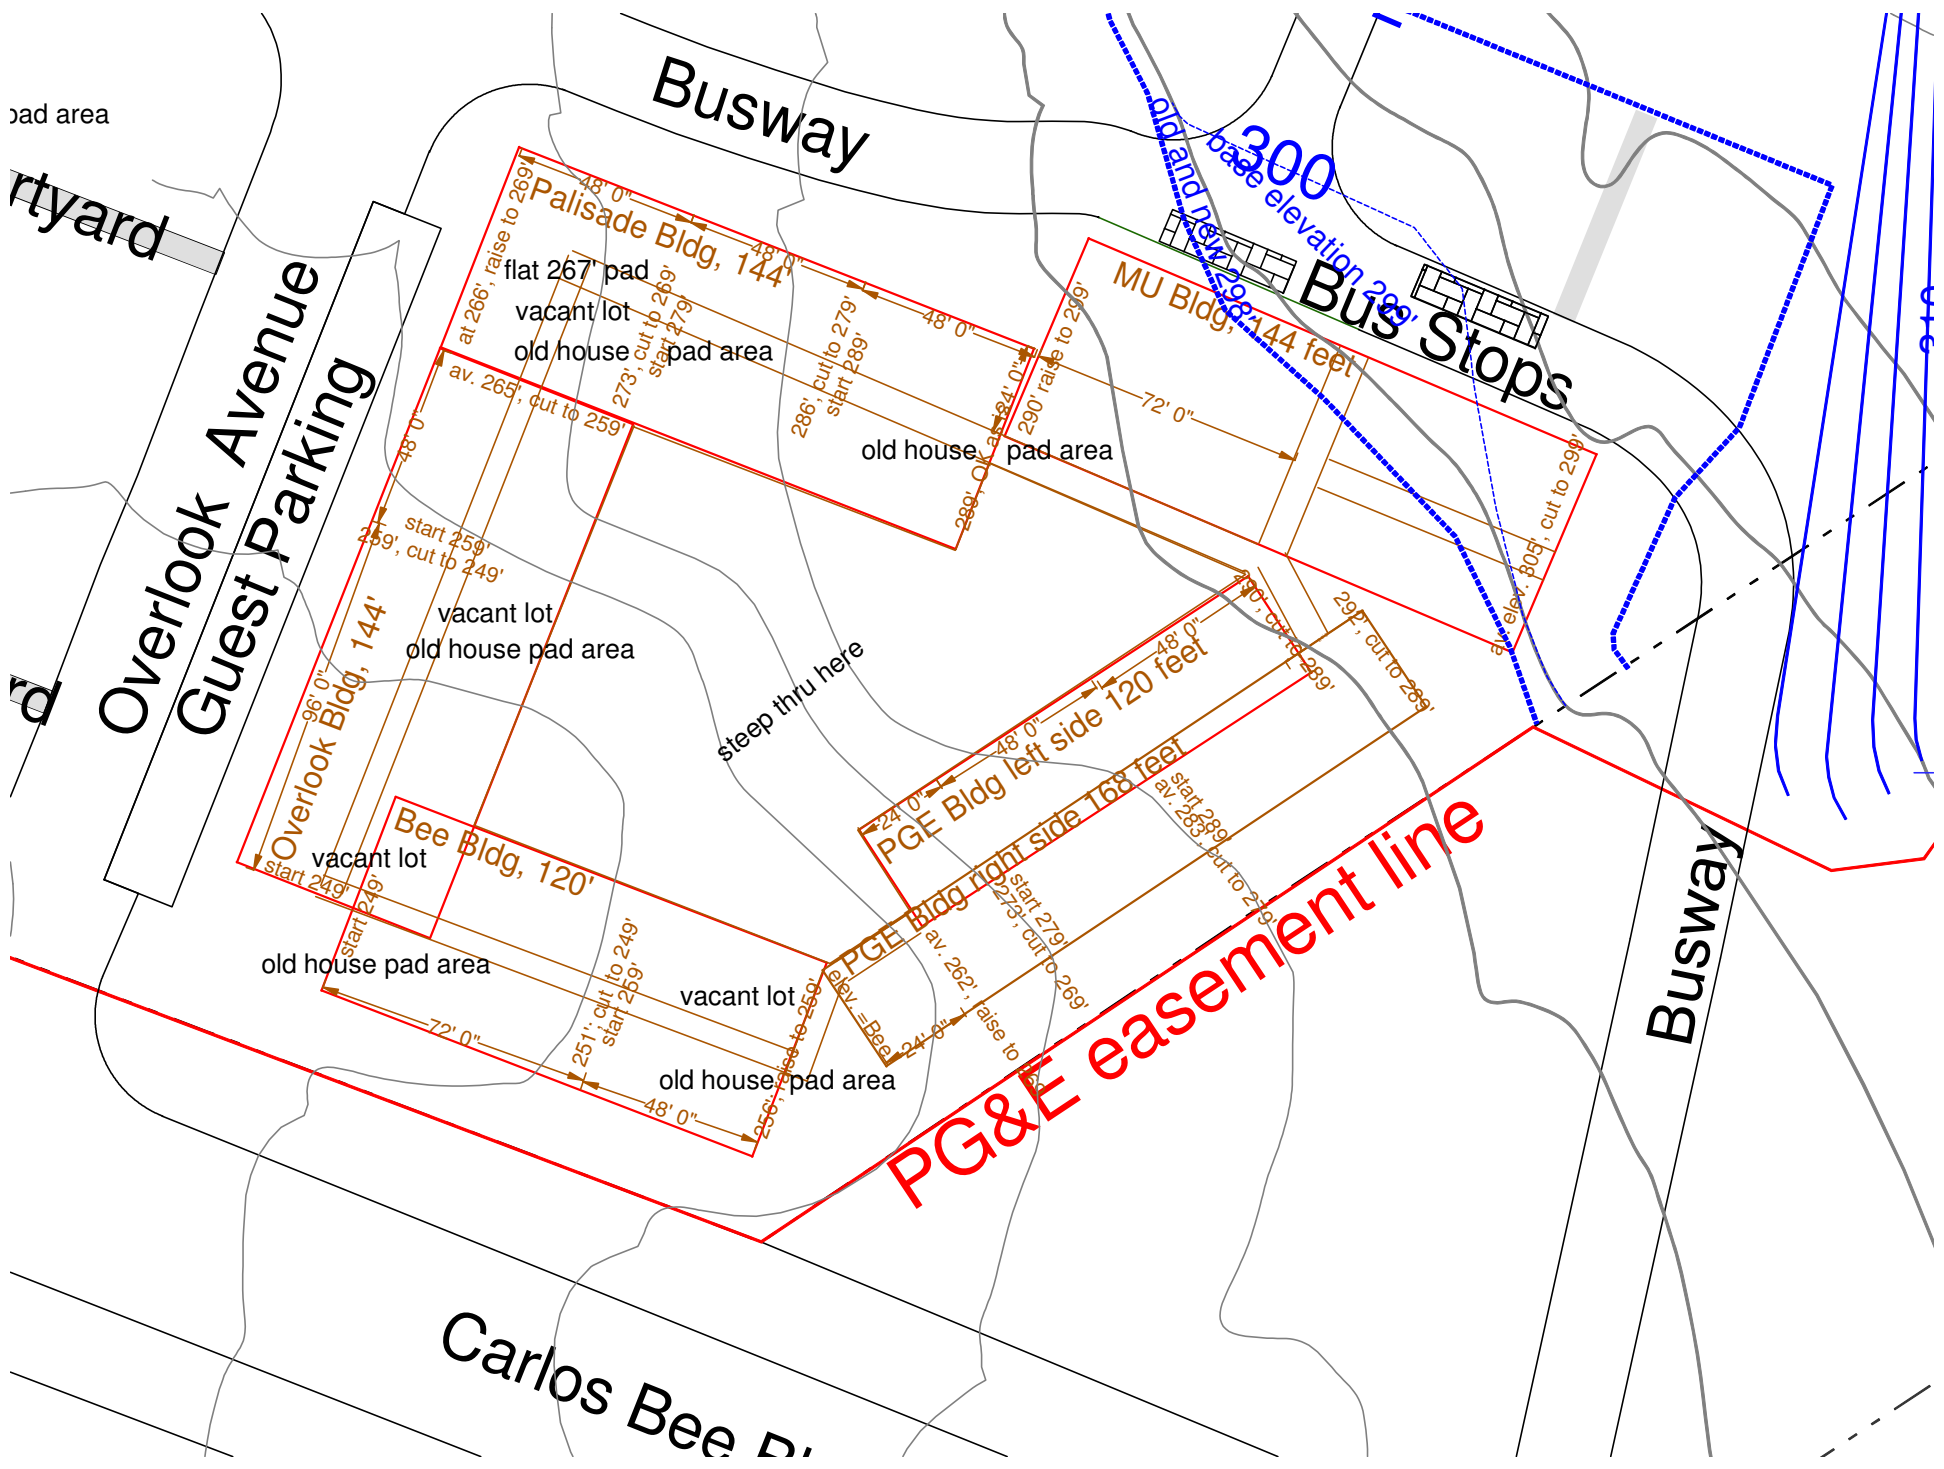 Busway
pad area
rtyard
300
old and new 298'
base elevation 299'
Palisade Bldg, 144'
48' 0"
48' 0"
48' 0"
at 266', raise to 269'
flat 267' pad
vacant lot
old house pad area
273', cut to 269'
start 279'
286', cut to 279'
start 289'
24' 0"
289', OK as is
290' raise to 299'
MU Bldg, 144 feet
72' 0"
Bus Stops
av. elev. 305', cut to 299'
Overlook Avenue
Guest Parking
av. 265', cut to 259'
48' 0"
old house pad area
start 259'
259', cut to 249'
vacant lot
old house pad area
96' 0"
Overlook Bldg, 144'
steep thru here
290', cut to 289'
292', cut to 289'
48' 0"
48' 0"
24' 0"
PGE Bldg left side 120 feet
PGE Bldg right side 168 feet
start 289'
av. 283', cut to 279'
start 279'
273', cut to 269'
av. 262', raise to
elev. = Bee
24' 0"
rd
Bee Bldg, 120'
vacant lot
start 249'
start 249'
old house pad area
vacant lot
251', cut to 249'
start 259'
72' 0"
48' 0"
256', raise to 259'
old house pad area
PG&E easement line
Busway
Carlos Bee Bl